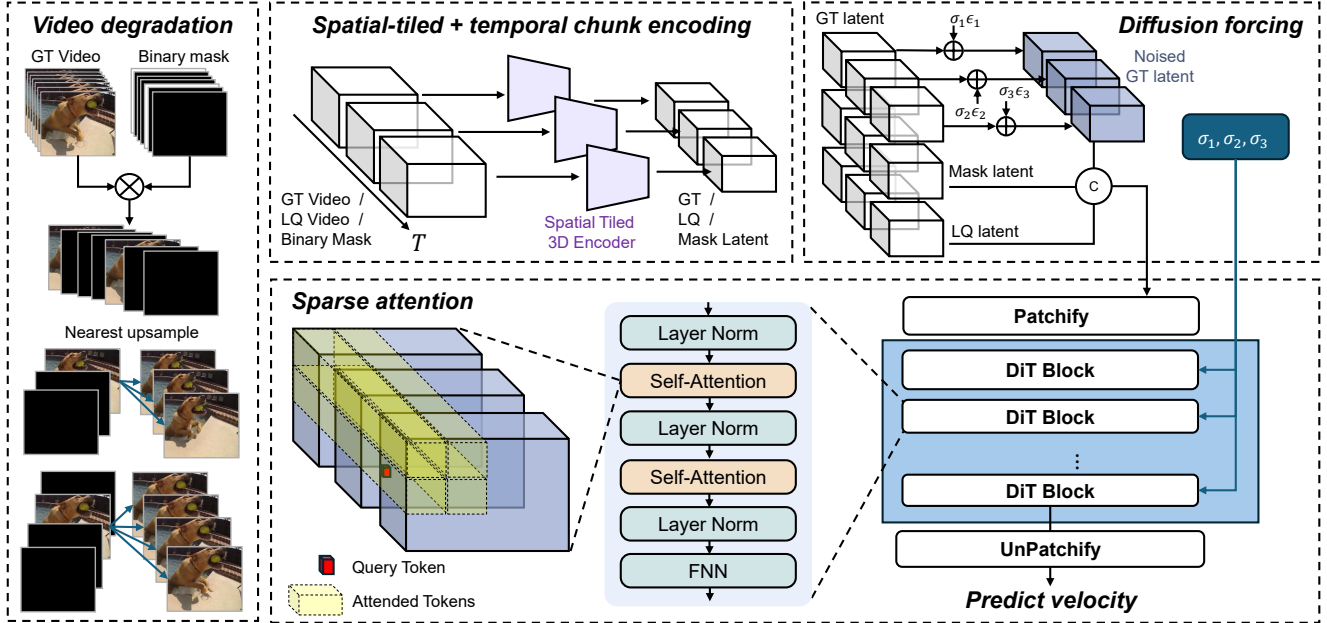 Video degradation
GT Video
Binary mask
Nearest upsample
Spatial-tiled + temporal chunk encoding
GT Video /
LQ Video /
Binary Mask
T
Spatial Tiled
3D Encoder
GT /
LQ /
Mask Latent
Diffusion forcing
GT latent
σ₁ϵ₁
σ₂ϵ₂
σ₃ϵ₃
Noised
GT latent
Mask latent
LQ latent
C
σ₁, σ₂, σ₃
Sparse attention
Query Token
Attended Tokens
Layer Norm
Self-Attention
Layer Norm
Self-Attention
Layer Norm
FNN
Patchify
DiT Block
DiT Block
...
DiT Block
UnPatchify
Predict velocity